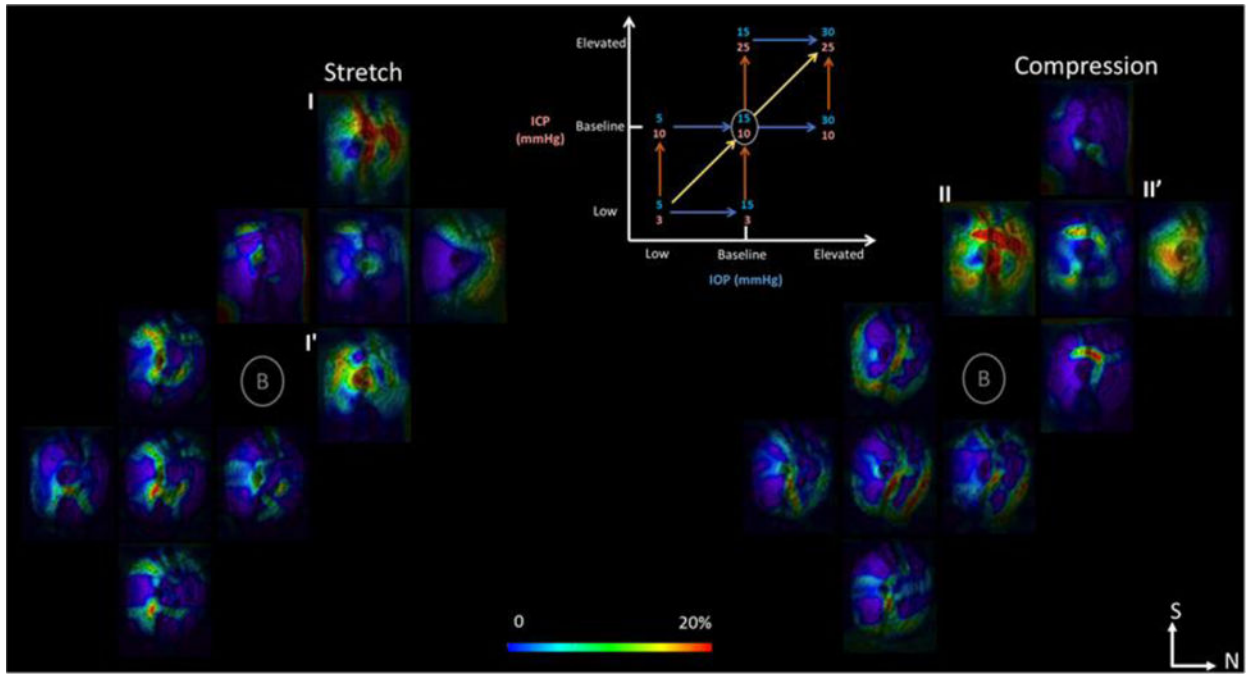 Stretch
I
I'
B
ICP
(mmHg)
Elevated
Baseline
Low
15 30
25 25
5 15 30
10 10 10
5 15
3 3
Low Baseline Elevated
IOP (mmHg)
Compression
II II’
B
0 20%
S
N